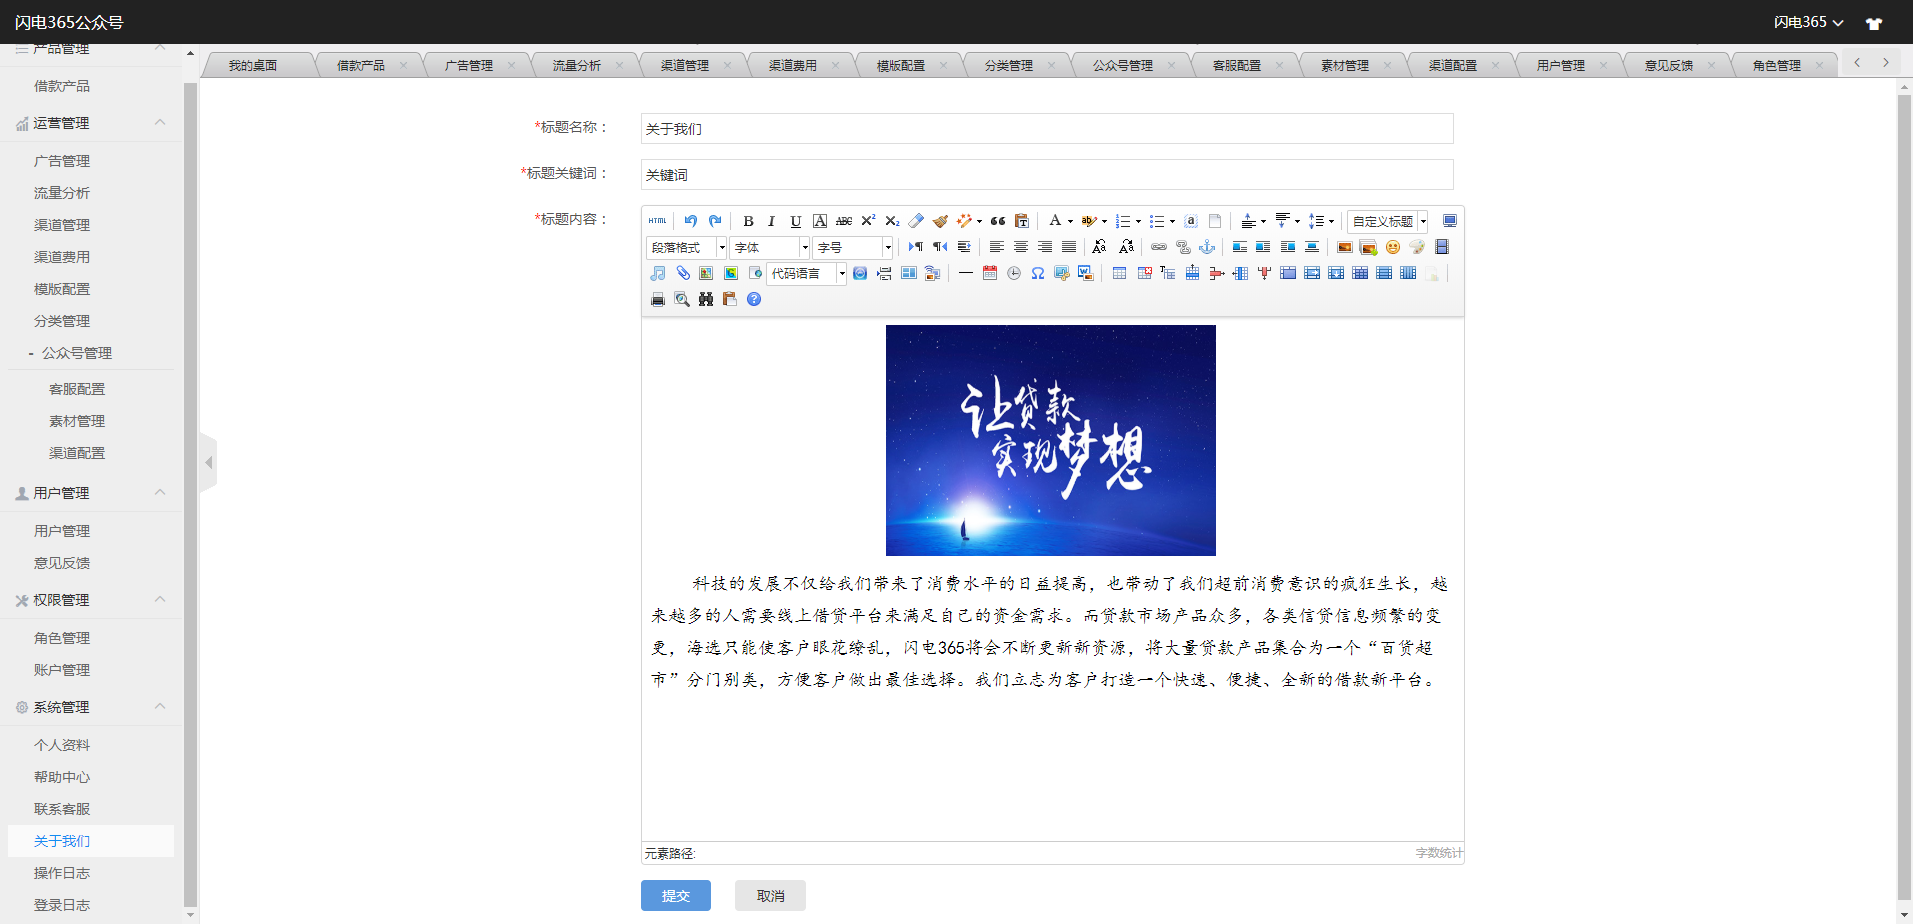 闪电365公众号
闪电365
产品管理
借款产品
运营管理
广告管理
流量分析
渠道管理
渠道费用
模版配置
分类管理
- 公众号管理
客服配置
素材管理
渠道配置
用户管理
用户管理
意见反馈
权限管理
角色管理
账户管理
系统管理
个人资料
帮助中心
联系客服
关于我们
操作日志
登录日志
我的桌面 借款产品 广告管理 流量分析 渠道管理 渠道费用 模版配置 分类管理 公众号管理 客服配置 素材管理 渠道配置 用户管理 意见反馈 角色管理
*标题名称： 关于我们
*标题关键词： 关键词
*标题内容：
HTML B I U A ABC X² X₂ A ab a 自定义标题
段落格式 字体 字号
代码语言
让贷款
实现梦想
科技的发展不仅给我们带来了消费水平的日益提高，也带动了我们超前消费意识的疯狂生长，越
来越多的人需要线上借贷平台来满足自己的资金需求。而贷款市场产品众多，各类信贷信息频繁的变
更，海选只能使客户眼花缭乱，闪电365将会不断更新新资源，将大量贷款产品集合为一个“百货超
市”分门别类，方便客户做出最佳选择。我们立志为客户打造一个快速、便捷、全新的借款新平台。
元素路径: 字数统计
提交 取消